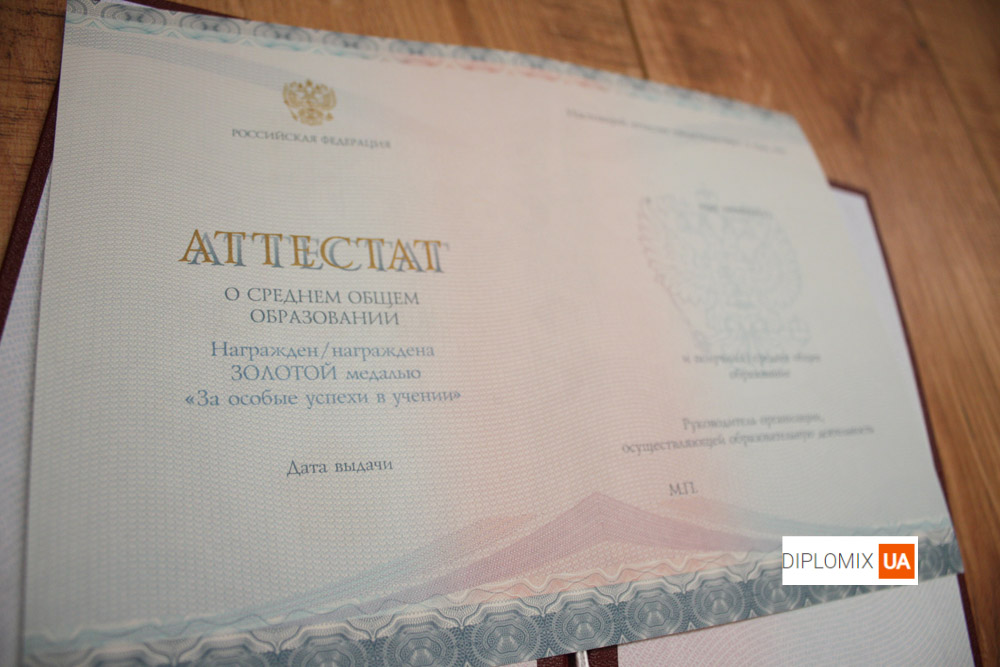 РОССИЙСКАЯ ФЕДЕРАЦИЯ
АТТЕСТАТ
О СРЕДНЕМ ОБЩЕМ
ОБРАЗОВАНИИ
Награжден/награждена
ЗОЛОТОЙ медалью
«За особые успехи в учении»
Дата выдачи
образование
Руководитель организации,
осуществляющей образовательную деятельность
М.П.
DIPLOMIX UA